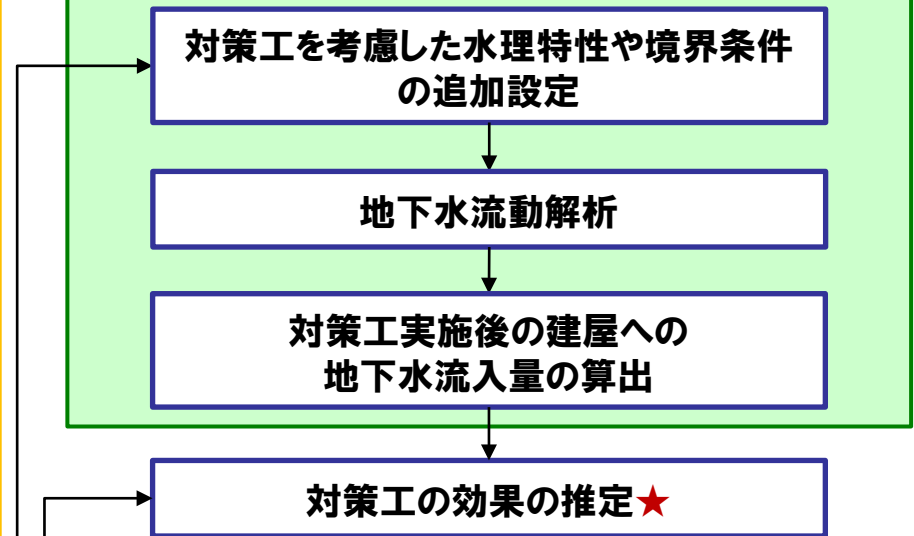 対策工を考慮した水理特性や境界条件
の追加設定
地下水流動解析
対策工実施後の建屋への
地下水流入量の算出
対策工の効果の推定★